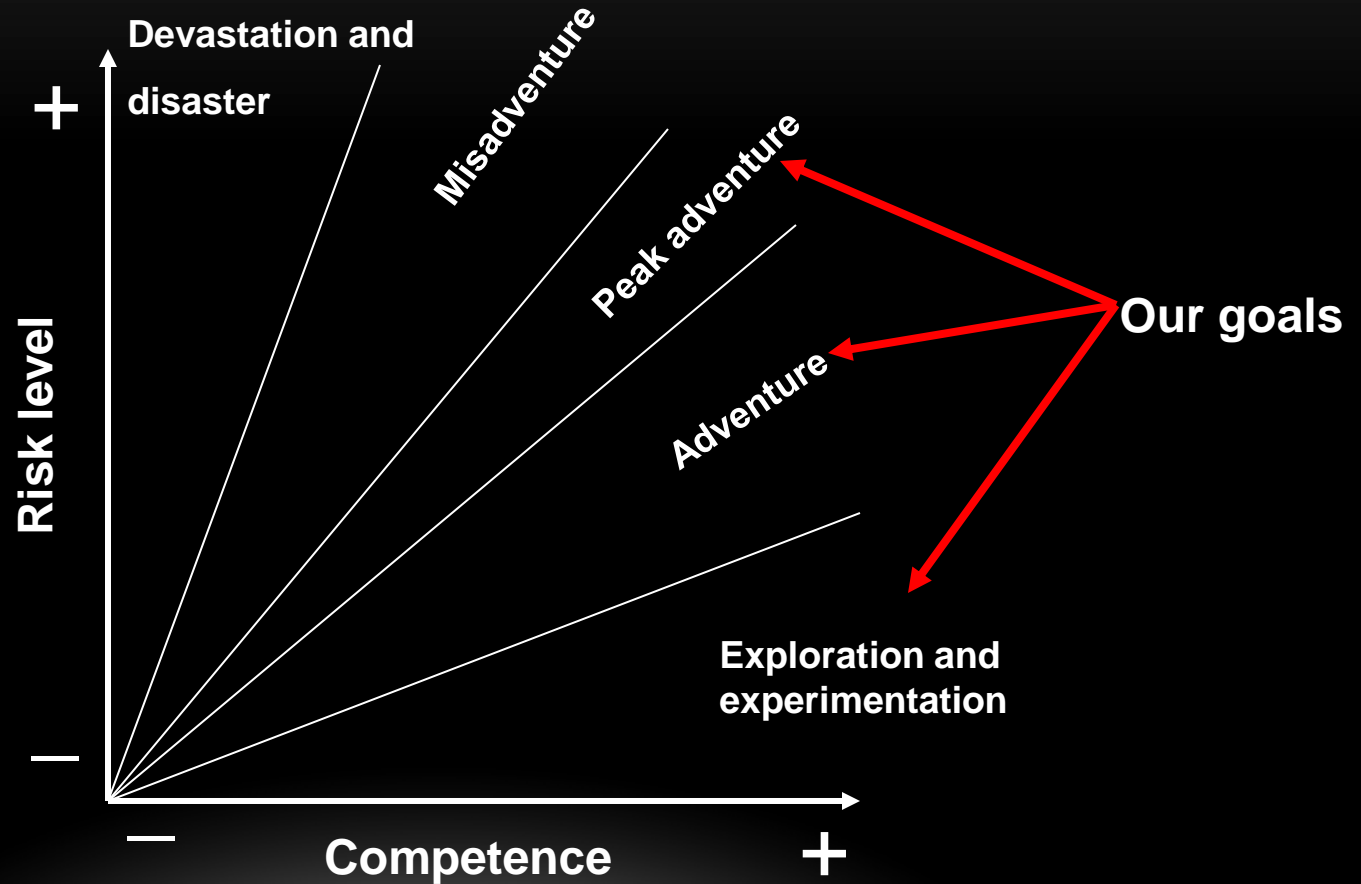 Devastation and
disaster
+
Misadventure
Peak adventure
Our goals
Adventure
Risk level
Exploration and
experimentation
—
—
Competence
+